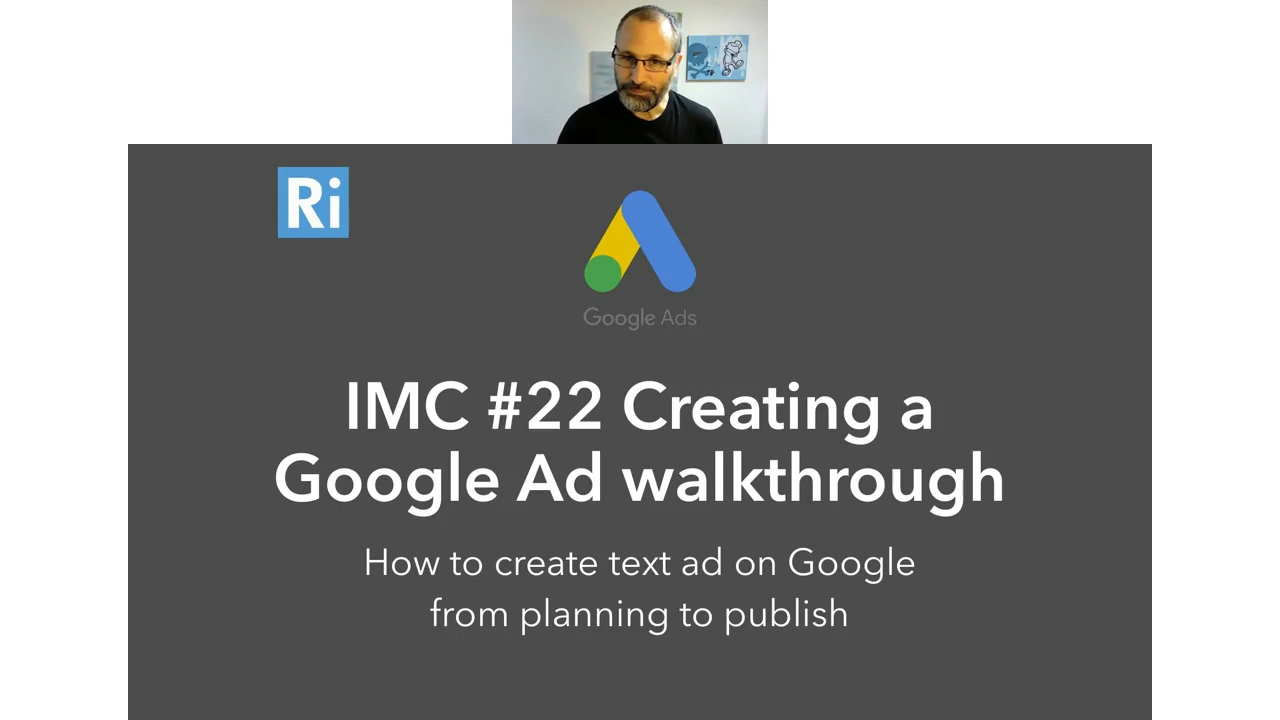 Ri
Google Ads
IMC #22 Creating a
Google Ad walkthrough
How to create text ad on Google
from planning to publish